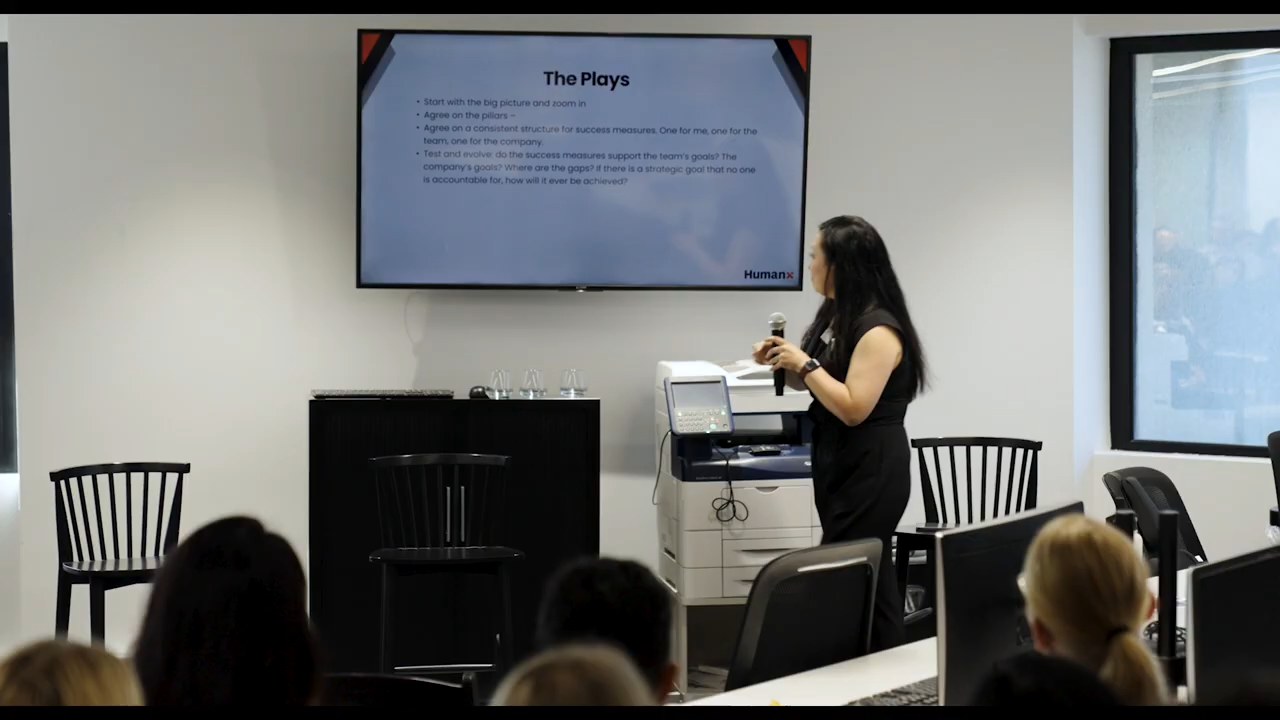 The Plays
• Start with the big picture and zoom in
• Agree on the pillars –
• Agree on a consistent structure for success measures. One for me, one for the
team, one for the company.
• Test and evolve: do the success measures support the team's goals? The
company's goals? Where are the gaps? If there is a strategic goal that no one
is accountable for, how will it ever be achieved?
Humanx